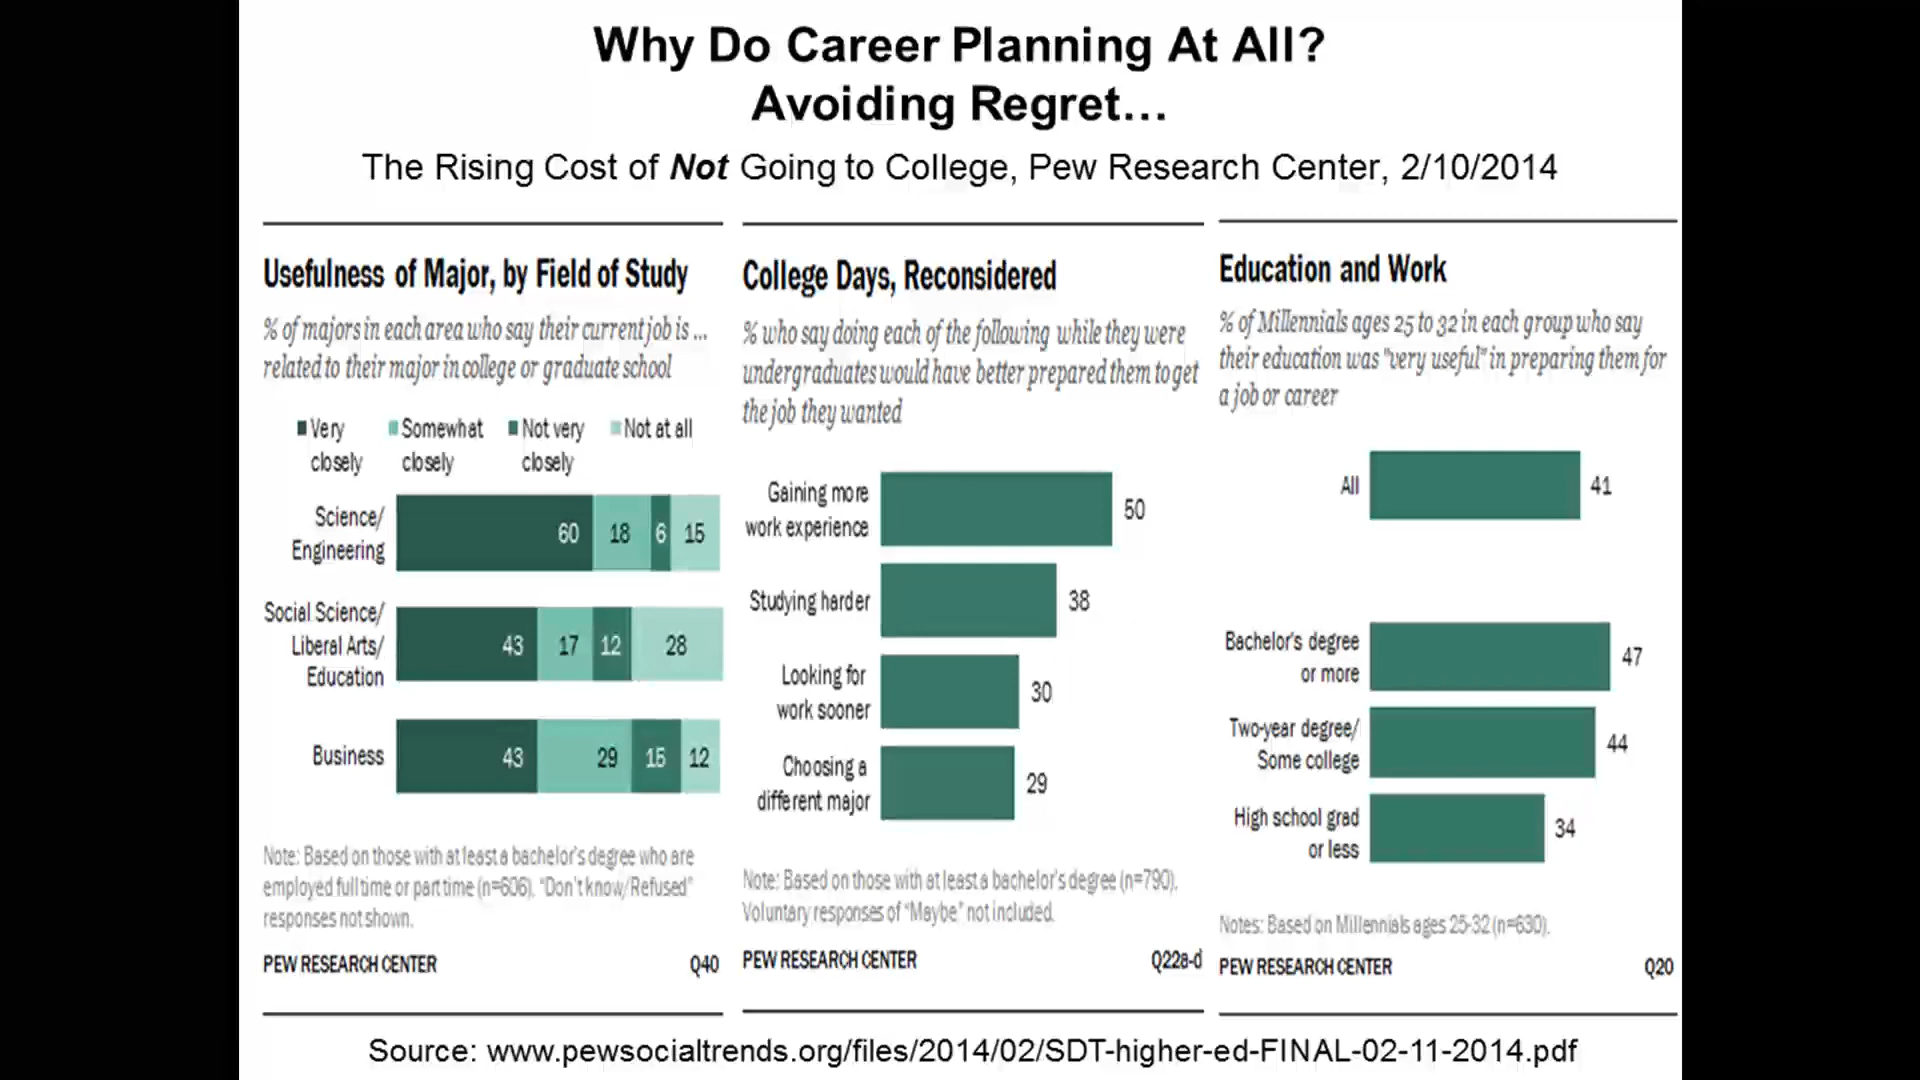 Why Do Career Planning At All?
Avoiding Regret...
The Rising Cost of Not Going to College, Pew Research Center, 2/10/2014
Usefulness of Major, by Field of Study
% of majors in each area who say their current job is ...
related to their major in college or graduate school
Very closely
Somewhat closely
Not very closely
Not at all
Science/
Engineering
60 18 6 15
Social Science/
Liberal Arts/
Education
43 17 12 28
Business
43 29 15 12
Note: Based on those with at least a bachelor's degree who are
employed full time or part time (n=606). "Don't know/Refused"
responses not shown.
PEW RESEARCH CENTER Q40
College Days, Reconsidered
% who say doing each of the following while they were
undergraduates would have better prepared them to get
the job they wanted
Gaining more
work experience
50
Studying harder
38
Looking for
work sooner
30
Choosing a
different major
29
Note: Based on those with at least a bachelor's degree (n=790).
Voluntary responses of "Maybe" not included.
PEW RESEARCH CENTER Q22a-d
Education and Work
% of Millennials ages 25 to 32 in each group who say
their education was "very useful" in preparing them for
a job or career
All
41
Bachelor's degree
or more
47
Two-year degree/
Some college
44
High school grad
or less
34
Notes: Based on Millennials ages 25-32 (n=630).
PEW RESEARCH CENTER Q20
Source: www.pewsocialtrends.org/files/2014/02/SDT-higher-ed-FINAL-02-11-2014.pdf